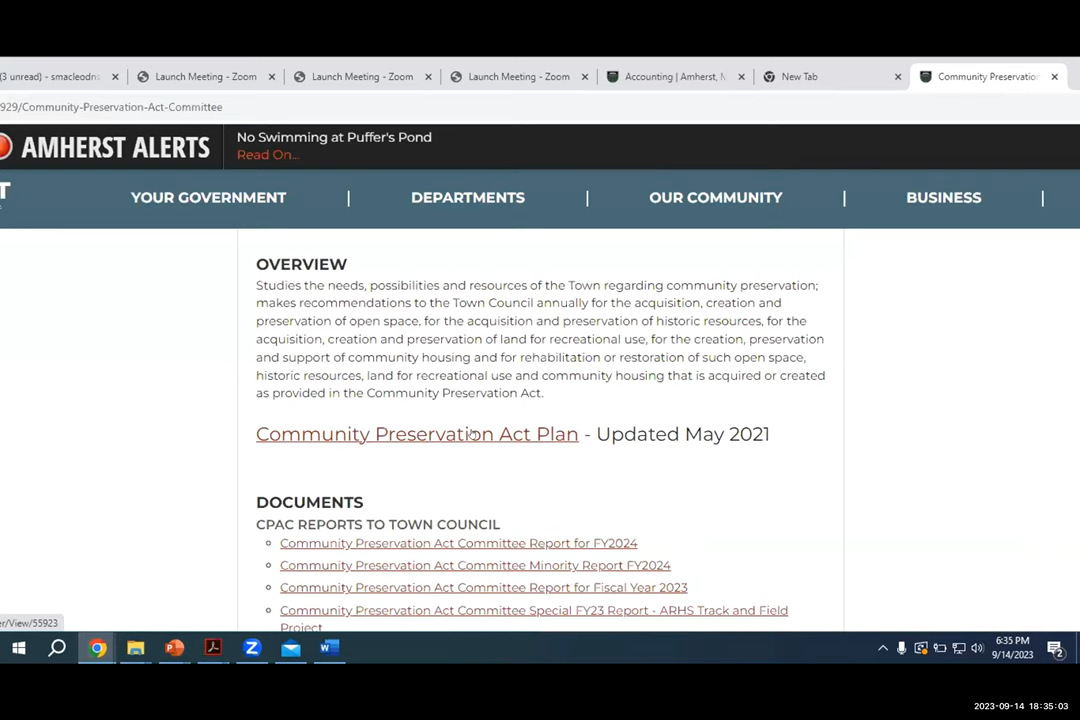 (3 unread) - smacleodns
Launch Meeting - Zoom
Launch Meeting - Zoom
Launch Meeting - Zoom
Accounting | Amherst, M
New Tab
Community Preservation
929/Community-Preservation-Act-Committee
AMHERST ALERTS
No Swimming at Puffer's Pond
Read On...
T
YOUR GOVERNMENT | DEPARTMENTS | OUR COMMUNITY | BUSINESS |
OVERVIEW
Studies the needs, possibilities and resources of the Town regarding community preservation;
makes recommendations to the Town Council annually for the acquisition, creation and
preservation of open space, for the acquisition and preservation of historic resources, for the
acquisition, creation and preservation of land for recreational use, for the creation, preservation
and support of community housing and for rehabilitation or restoration of such open space,
historic resources, land for recreational use and community housing that is acquired or created
as provided in the Community Preservation Act.
Community Preservation Act Plan - Updated May 2021
DOCUMENTS
CPAC REPORTS TO TOWN COUNCIL
Community Preservation Act Committee Report for FY2024
Community Preservation Act Committee Minority Report FY2024
Community Preservation Act Committee Report for Fiscal Year 2023
Community Preservation Act Committee Special FY23 Report - ARHS Track and Field
Project
er/View/55923
6:35 PM
9/14/2023
2
2023-09-14 18:35:03